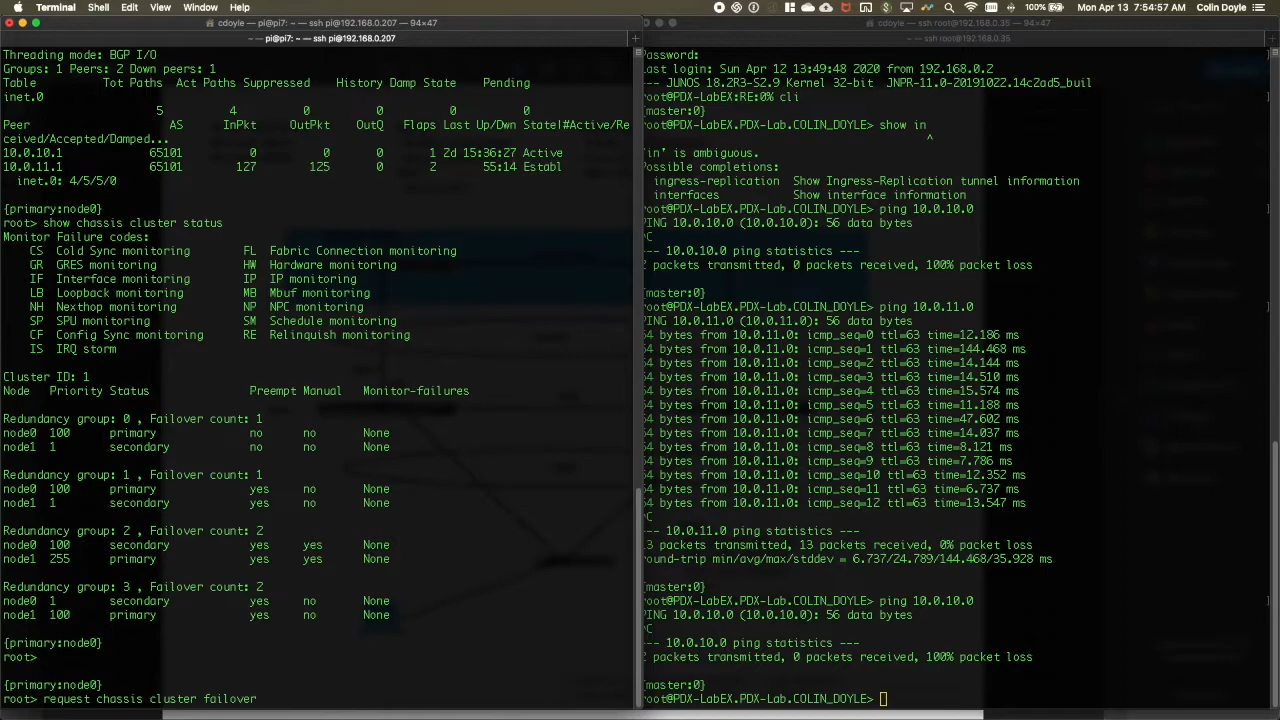 Terminal Shell Edit View Window Help 100% Mon Apr 13 7:54:57 AM Colin Doyle
cdoyle — pi@pi7: ~ — ssh pi@192.168.0.207 — 94×47
~ — pi@pi7: ~ — ssh pi@192.168.0.207
Threading mode: BGP I/O
Groups: 1 Peers: 2 Down peers: 1
Table Tot Paths Act Paths Suppressed History Damp State Pending
inet.0
5 4 0 0 0 0
Peer AS InPkt OutPkt OutQ Flaps Last Up/Dwn State|#Active/Re
ceived/Accepted/Damped...
10.0.10.1 65101 0 0 0 1 2d 15:36:27 Active
10.0.11.1 65101 127 125 0 2 55:14 Establ
inet.0: 4/5/5/0
{primary:node0}
root> show chassis cluster status
Monitor Failure codes:
CS Cold Sync monitoring FL Fabric Connection monitoring
GR GRES monitoring HW Hardware monitoring
IF Interface monitoring IP IP monitoring
LB Loopback monitoring MB Mbuf monitoring
NH Nexthop monitoring NP NPC monitoring
SP SPU monitoring SM Schedule monitoring
CF Config Sync monitoring RE Relinquish monitoring
IS IRQ storm
Cluster ID: 1
Node Priority Status Preempt Manual Monitor-failures
Redundancy group: 0 , Failover count: 1
node0 100 primary no no None
node1 1 secondary no no None
Redundancy group: 1 , Failover count: 1
node0 100 primary yes no None
node1 1 secondary yes no None
Redundancy group: 2 , Failover count: 2
node0 100 secondary yes yes None
node1 255 primary yes yes None
Redundancy group: 3 , Failover count: 2
node0 1 secondary yes no None
node1 100 primary yes no None
{primary:node0}
root>
{primary:node0}
root> request chassis cluster failover
cdoyle — ssh root@192.168.0.35 — 94×47
~ — ssh root@192.168.0.35
Password:
Last login: Sun Apr 12 13:49:48 2020 from 192.168.0.2
--- JUNOS 18.2R3-S2.9 Kernel 32-bit JNPR-11.0-20191022.14c2ad5_buil
root@PDX-LabEX:RE:0% cli
{master:0}
root@PDX-LabEX.PDX-Lab.COLIN_DOYLE> show in
^
'in' is ambiguous.
Possible completions:
ingress-replication Show Ingress-Replication tunnel information
interfaces Show interface information
root@PDX-LabEX.PDX-Lab.COLIN_DOYLE> ping 10.0.10.0
PING 10.0.10.0 (10.0.10.0): 56 data bytes
^C
--- 10.0.10.0 ping statistics ---
2 packets transmitted, 0 packets received, 100% packet loss
{master:0}
root@PDX-LabEX.PDX-Lab.COLIN_DOYLE> ping 10.0.11.0
PING 10.0.11.0 (10.0.11.0): 56 data bytes
64 bytes from 10.0.11.0: icmp_seq=0 ttl=63 time=12.186 ms
64 bytes from 10.0.11.0: icmp_seq=1 ttl=63 time=144.468 ms
64 bytes from 10.0.11.0: icmp_seq=2 ttl=63 time=14.144 ms
64 bytes from 10.0.11.0: icmp_seq=3 ttl=63 time=14.510 ms
64 bytes from 10.0.11.0: icmp_seq=4 ttl=63 time=15.574 ms
64 bytes from 10.0.11.0: icmp_seq=5 ttl=63 time=11.188 ms
64 bytes from 10.0.11.0: icmp_seq=6 ttl=63 time=47.602 ms
64 bytes from 10.0.11.0: icmp_seq=7 ttl=63 time=14.037 ms
64 bytes from 10.0.11.0: icmp_seq=8 ttl=63 time=8.121 ms
64 bytes from 10.0.11.0: icmp_seq=9 ttl=63 time=7.786 ms
64 bytes from 10.0.11.0: icmp_seq=10 ttl=63 time=12.352 ms
64 bytes from 10.0.11.0: icmp_seq=11 ttl=63 time=6.737 ms
64 bytes from 10.0.11.0: icmp_seq=12 ttl=63 time=13.547 ms
^C
--- 10.0.11.0 ping statistics ---
13 packets transmitted, 13 packets received, 0% packet loss
round-trip min/avg/max/stddev = 6.737/24.789/144.468/35.928 ms
{master:0}
root@PDX-LabEX.PDX-Lab.COLIN_DOYLE> ping 10.0.10.0
PING 10.0.10.0 (10.0.10.0): 56 data bytes
^C
--- 10.0.10.0 ping statistics ---
2 packets transmitted, 0 packets received, 100% packet loss
{master:0}
root@PDX-LabEX.PDX-Lab.COLIN_DOYLE>